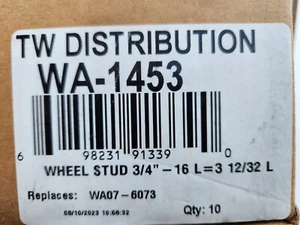 TW DISTRIBUTION
WA-1453
6 98231 91339 0
WHEEL STUD 3/4" - 16 L=3 12/32 L
Replaces: WA07-6073
08/10/2023 10:56:32 Qty: 10